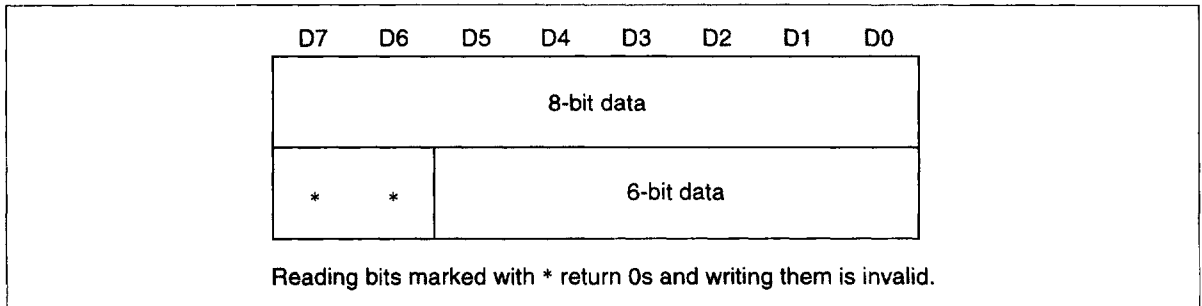 D7 D6 D5 D4 D3 D2 D1 D0
8-bit data
* * 6-bit data
Reading bits marked with * return 0s and writing them is invalid.